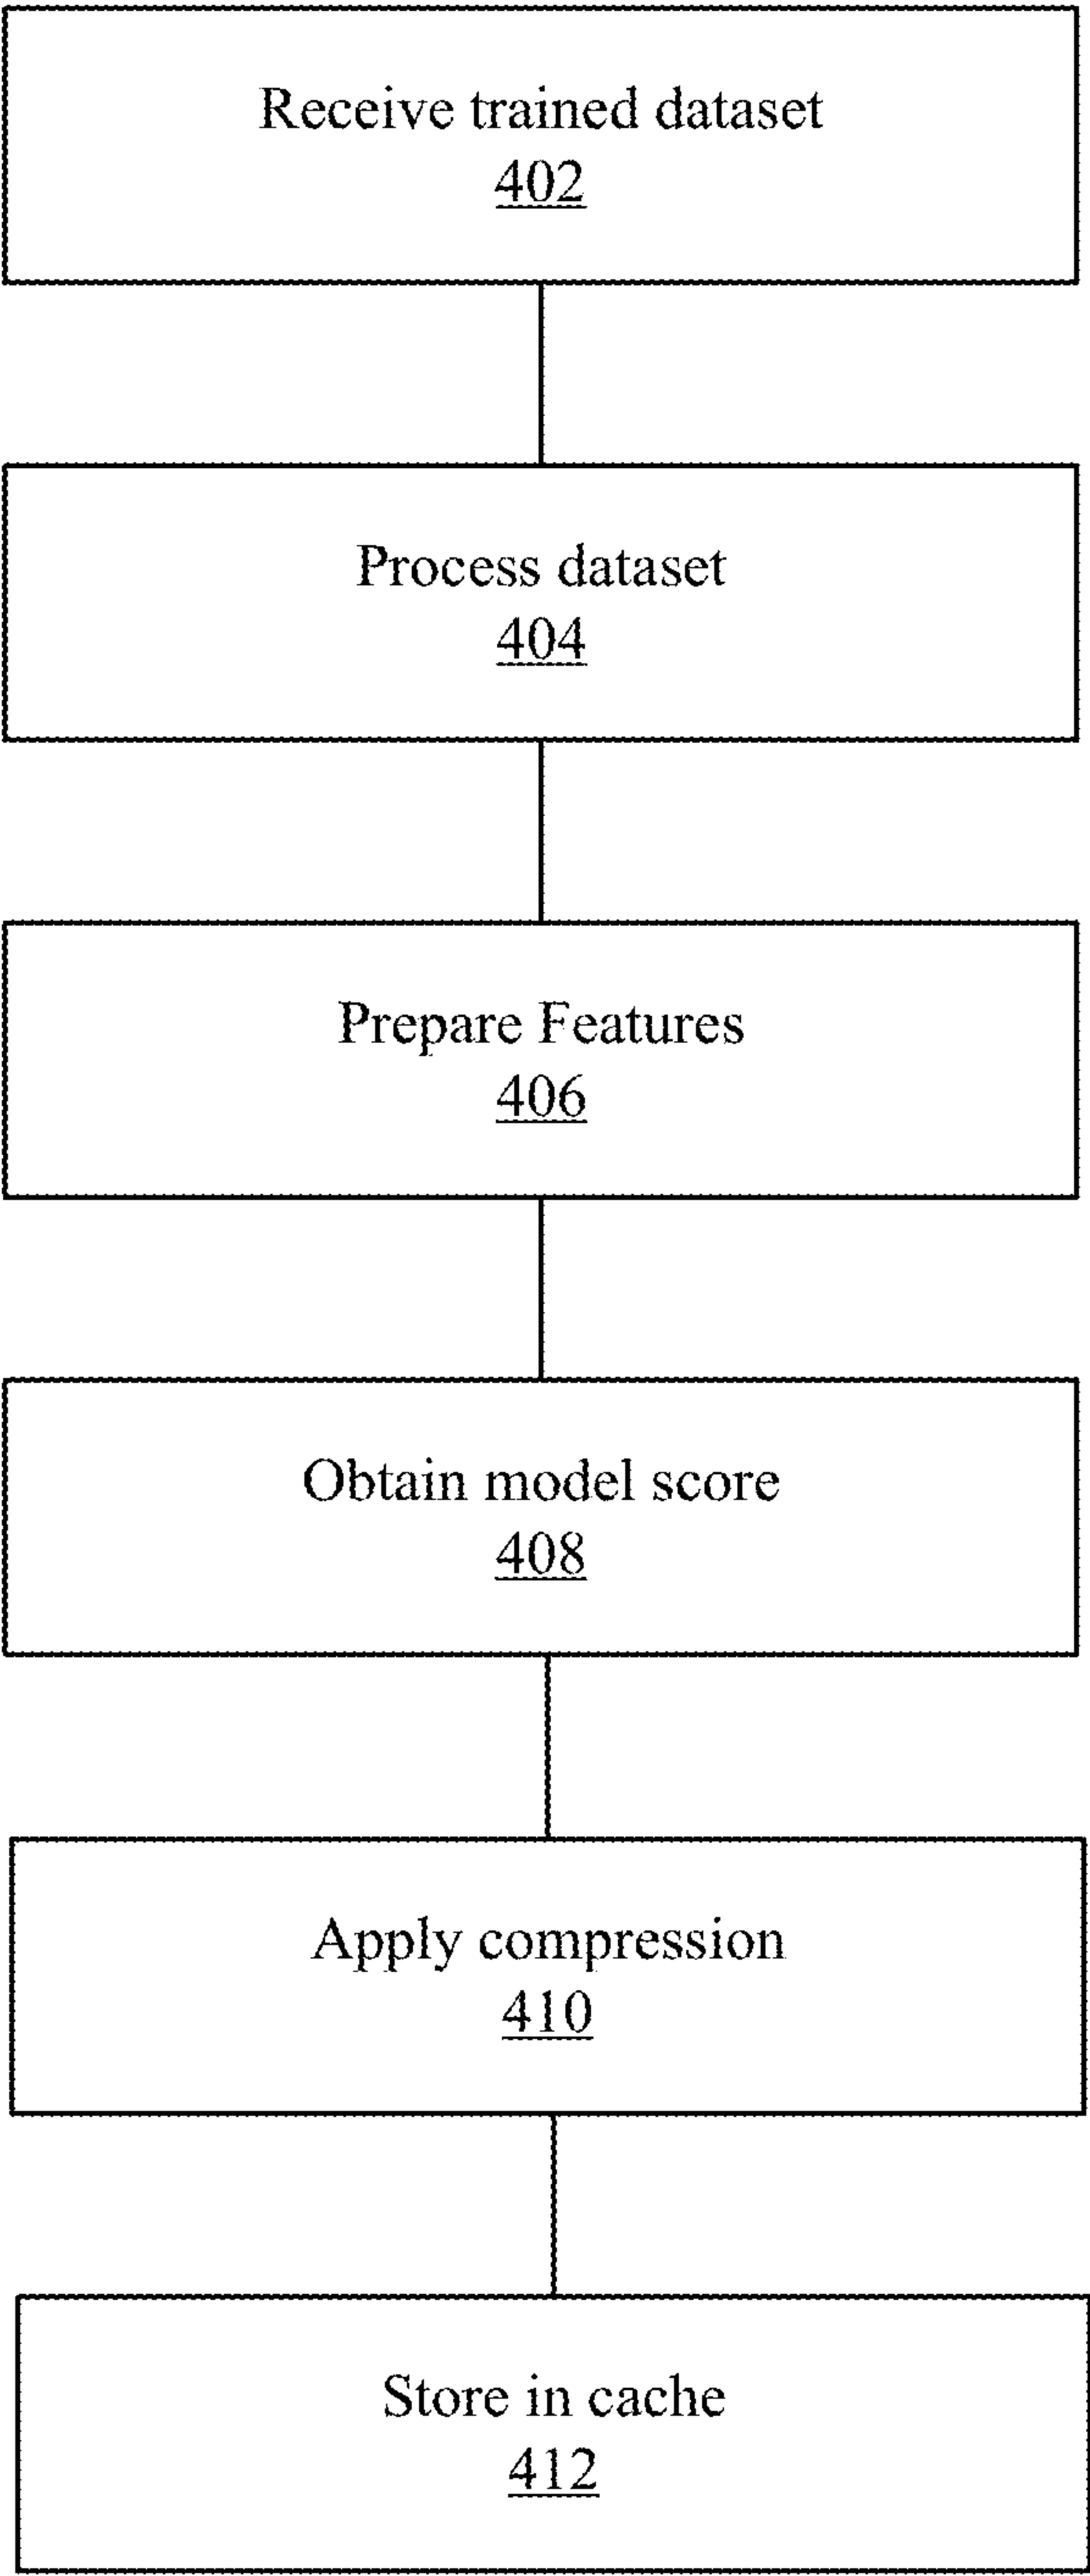 Receive trained dataset
402
Process dataset
404
Prepare Features
406
Obtain model score
408
Apply compression
410
Store in cache
412